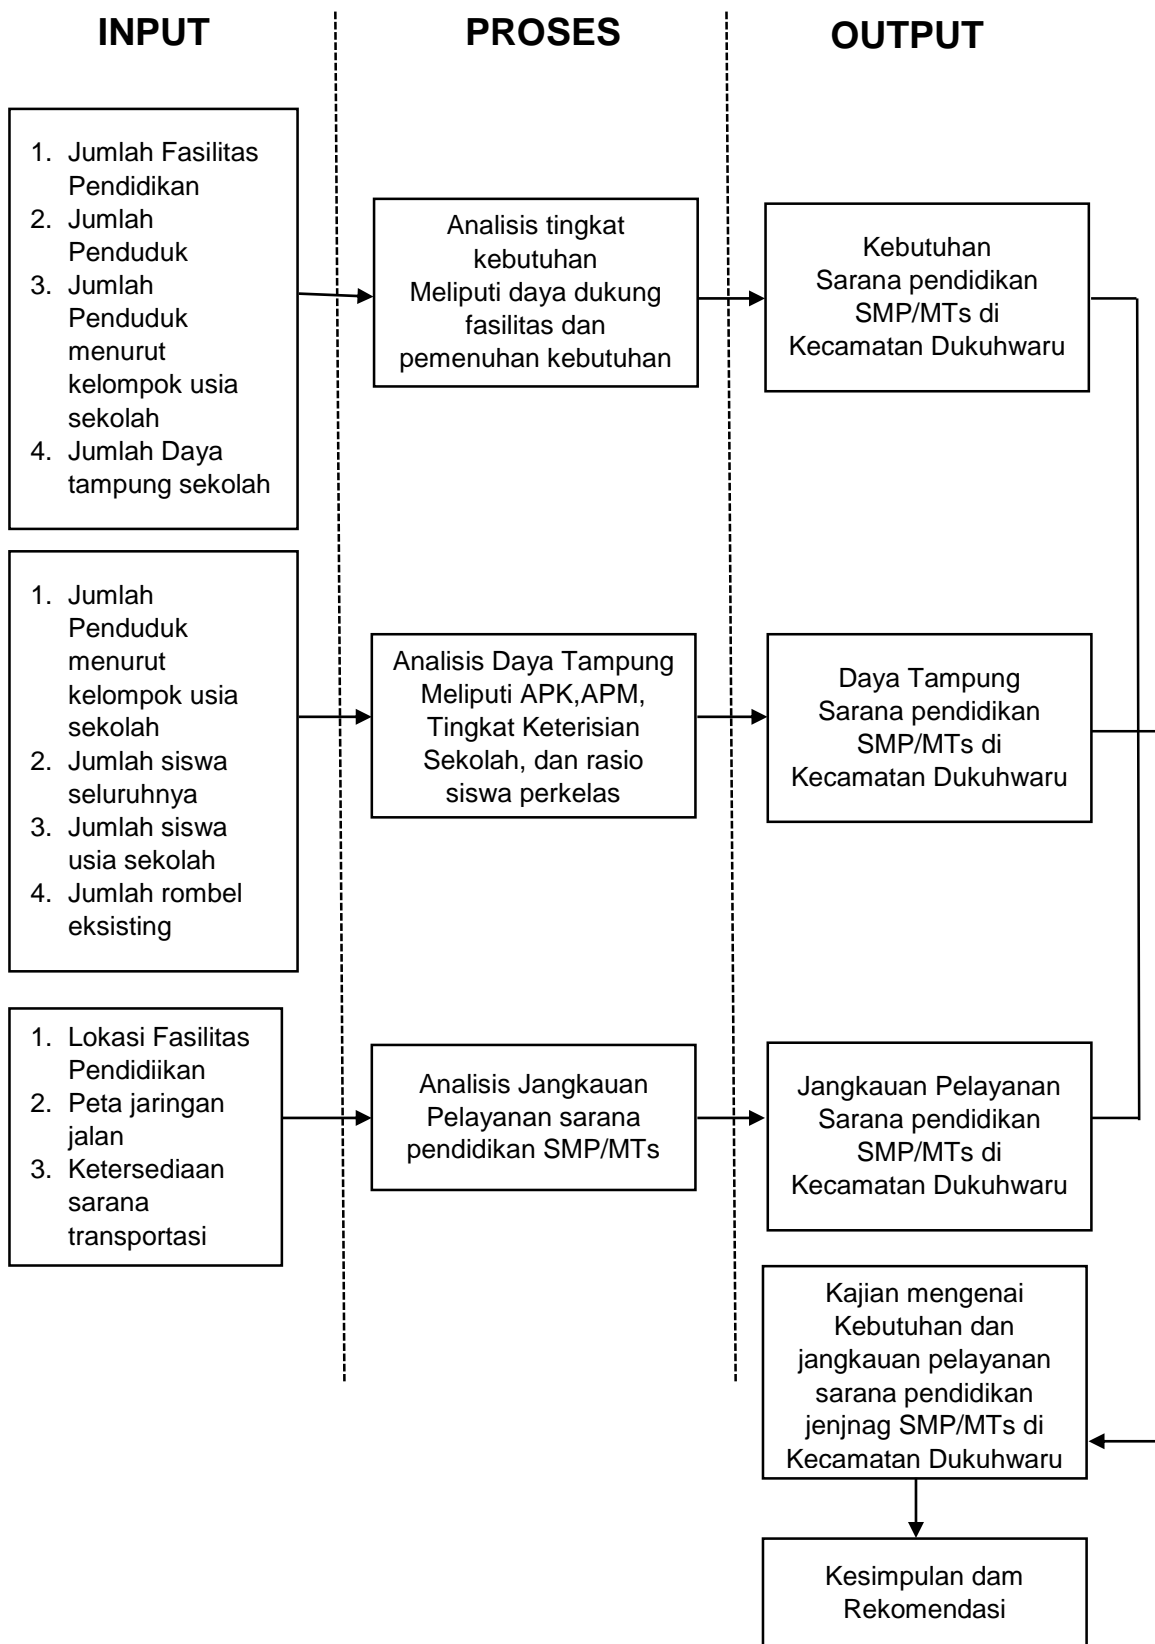 INPUT
PROSES
OUTPUT
1. Jumlah Fasilitas
Pendidikan
2. Jumlah
Penduduk
3. Jumlah
Penduduk
menurut
kelompok usia
sekolah
4. Jumlah Daya
tampung sekolah
Analisis tingkat
kebutuhan
Meliputi daya dukung
fasilitas dan
pemenuhan kebutuhan
Kebutuhan
Sarana pendidikan
SMP/MTs di
Kecamatan Dukuhwaru
1. Jumlah
Penduduk
menurut
kelompok usia
sekolah
2. Jumlah siswa
seluruhnya
3. Jumlah siswa
usia sekolah
4. Jumlah rombel
eksisting
Analisis Daya Tampung
Meliputi APK,APM,
Tingkat Keterisian
Sekolah, dan rasio
siswa perkelas
Daya Tampung
Sarana pendidikan
SMP/MTs di
Kecamatan Dukuhwaru
1. Lokasi Fasilitas
Pendidiikan
2. Peta jaringan
jalan
3. Ketersediaan
sarana
transportasi
Analisis Jangkauan
Pelayanan sarana
pendidikan SMP/MTs
Jangkauan Pelayanan
Sarana pendidikan
SMP/MTs di
Kecamatan Dukuhwaru
Kajian mengenai
Kebutuhan dan
jangkauan pelayanan
sarana pendidikan
jenjnag SMP/MTs di
Kecamatan Dukuhwaru
Kesimpulan dam
Rekomendasi